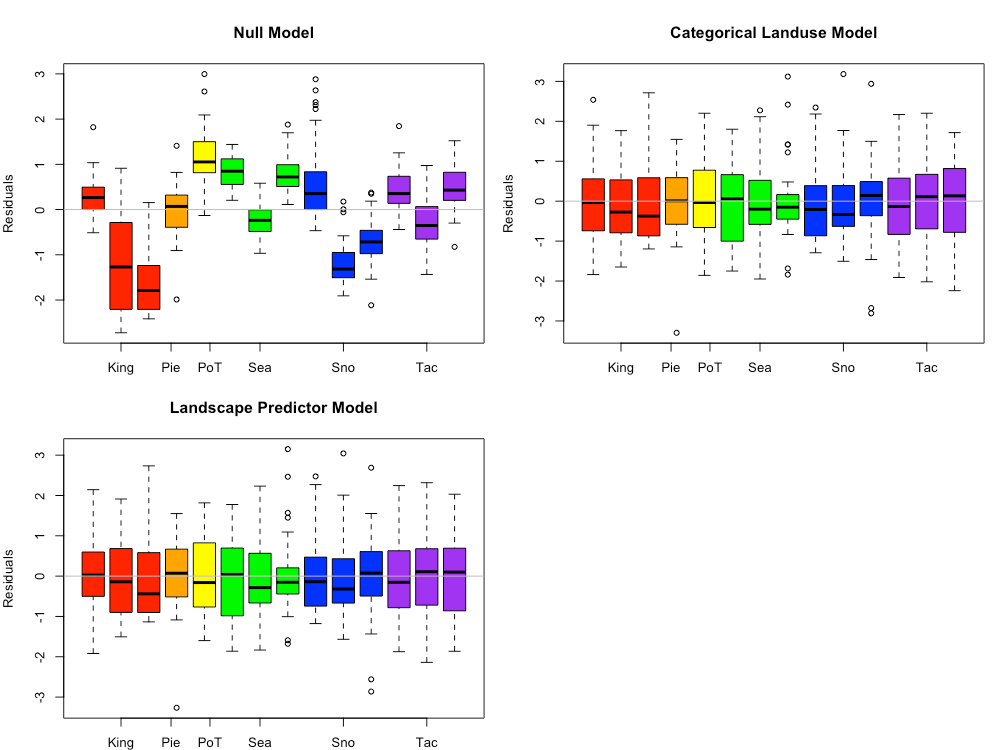 Null Model
Residuals
3
2
1
0
-1
-2
King Pie PoT Sea Sno Tac
Categorical Landuse Model
Residuals
3
2
1
0
-1
-2
-3
King Pie PoT Sea Sno Tac
Landscape Predictor Model
Residuals
3
2
1
0
-1
-2
-3
King Pie PoT Sea Sno Tac